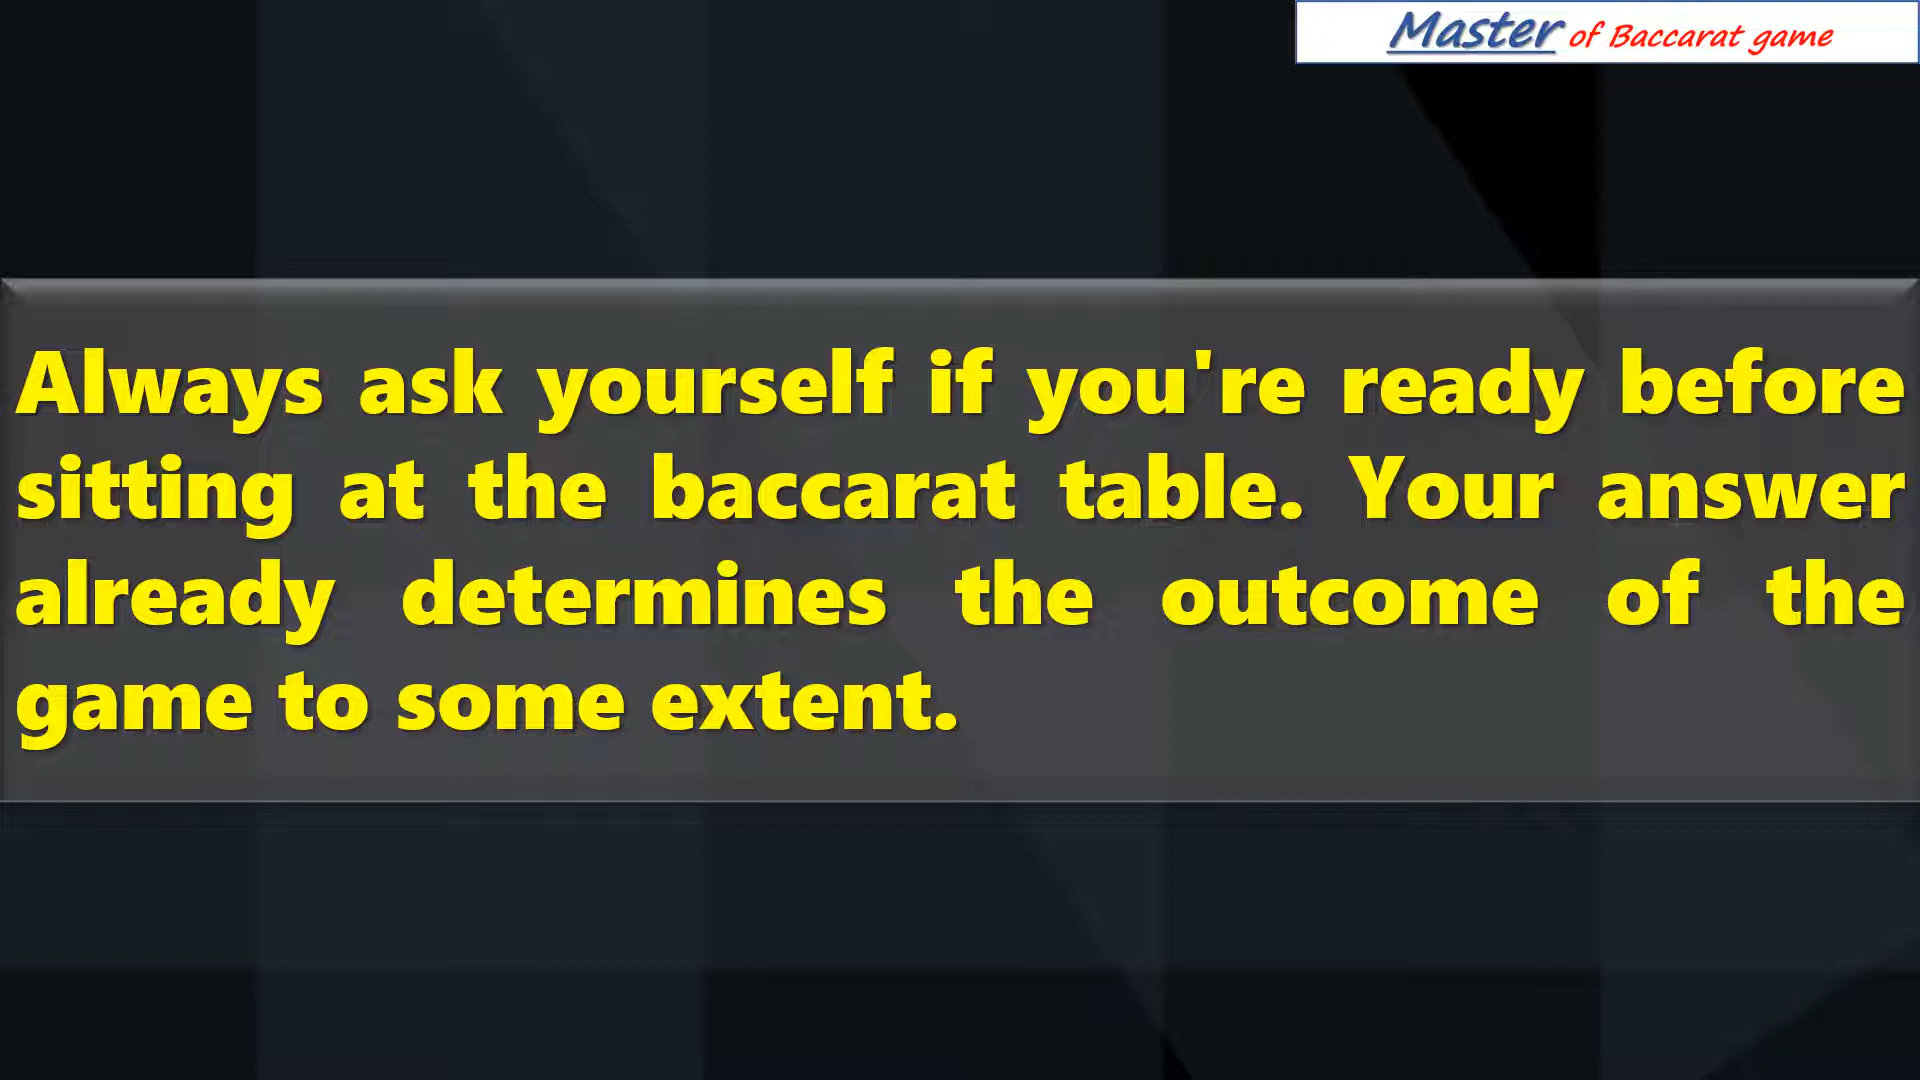 Master of Baccarat game
Always ask yourself if you're ready before
sitting at the baccarat table. Your answer
already determines the outcome of the
game to some extent.